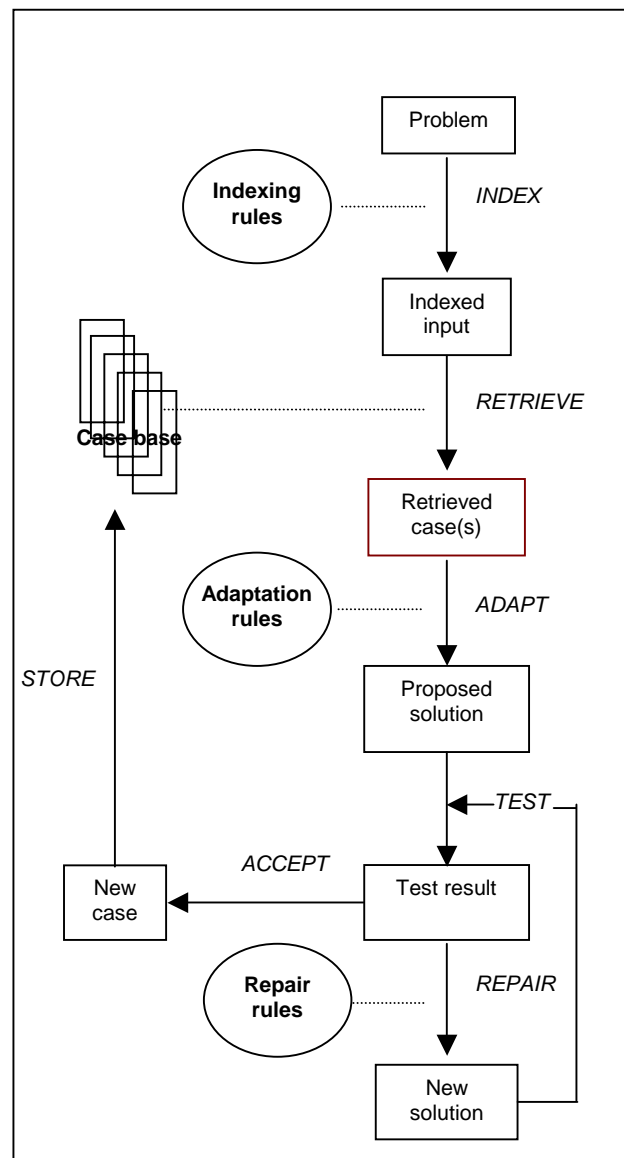 Problem
Indexing
rules
INDEX
Indexed
input
RETRIEVE
Case base
Retrieved
case(s)
Adaptation
rules
ADAPT
STORE
Proposed
solution
TEST
ACCEPT
Test result
New
case
Repair
rules
REPAIR
New
solution